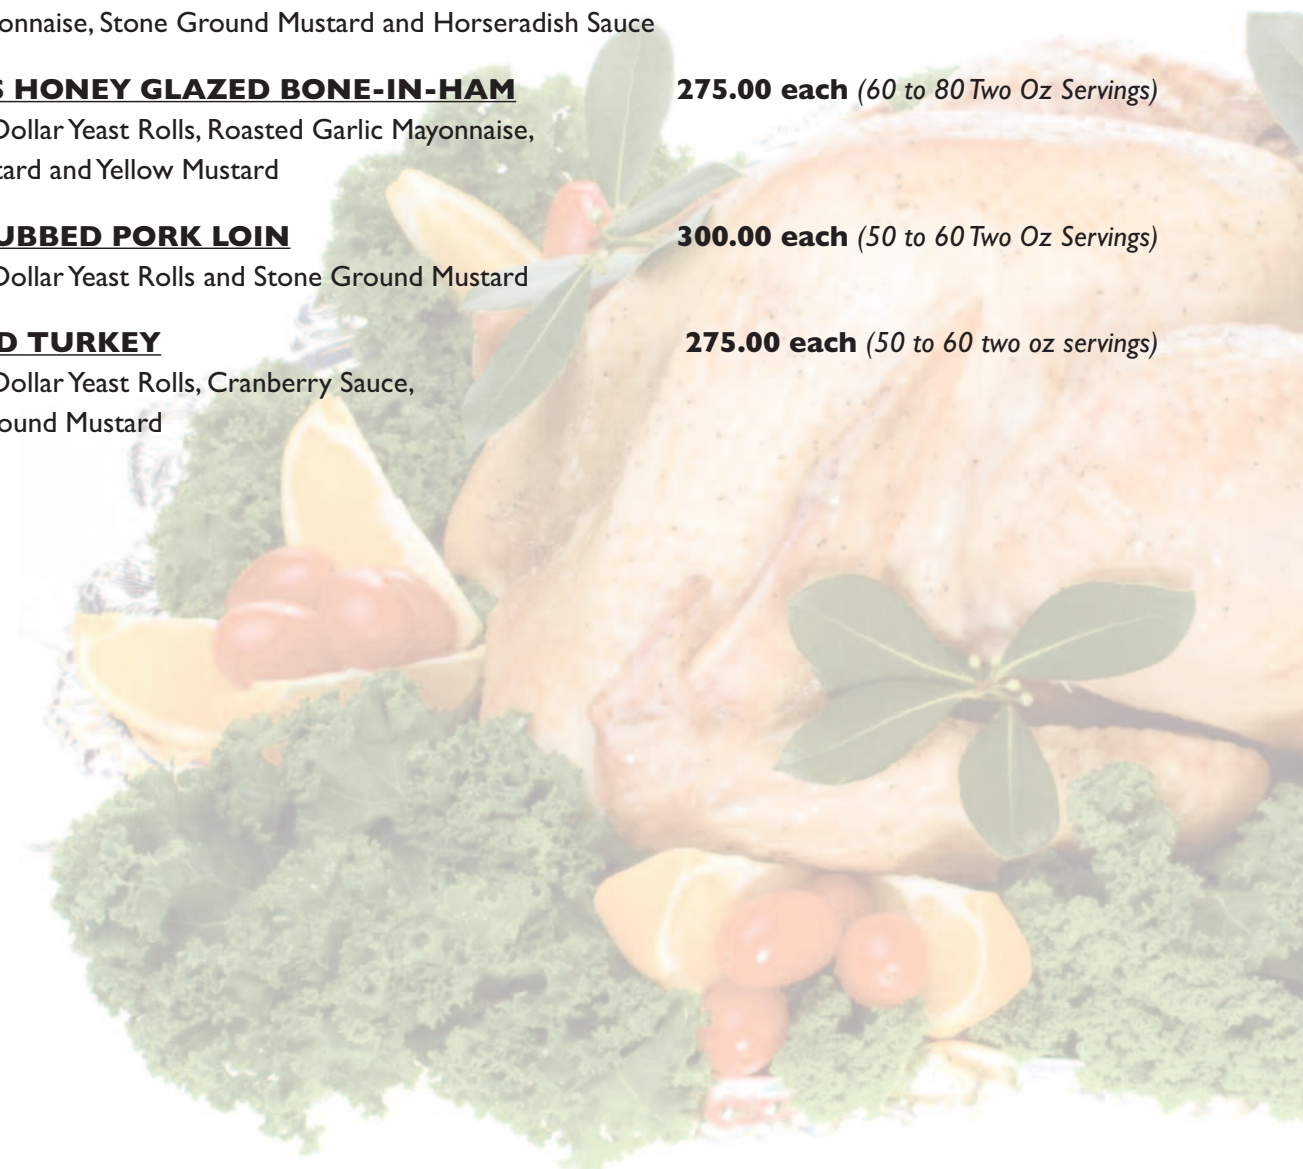 onnaise, Stone Ground Mustard and Horseradish Sauce
S HONEY GLAZED BONE-IN-HAM 275.00 each (60 to 80 Two Oz Servings)
Dollar Yeast Rolls, Roasted Garlic Mayonnaise,
tard and Yellow Mustard
UBBED PORK LOIN 300.00 each (50 to 60 Two Oz Servings)
Dollar Yeast Rolls and Stone Ground Mustard
D TURKEY 275.00 each (50 to 60 two oz servings)
Dollar Yeast Rolls, Cranberry Sauce,
ound Mustard